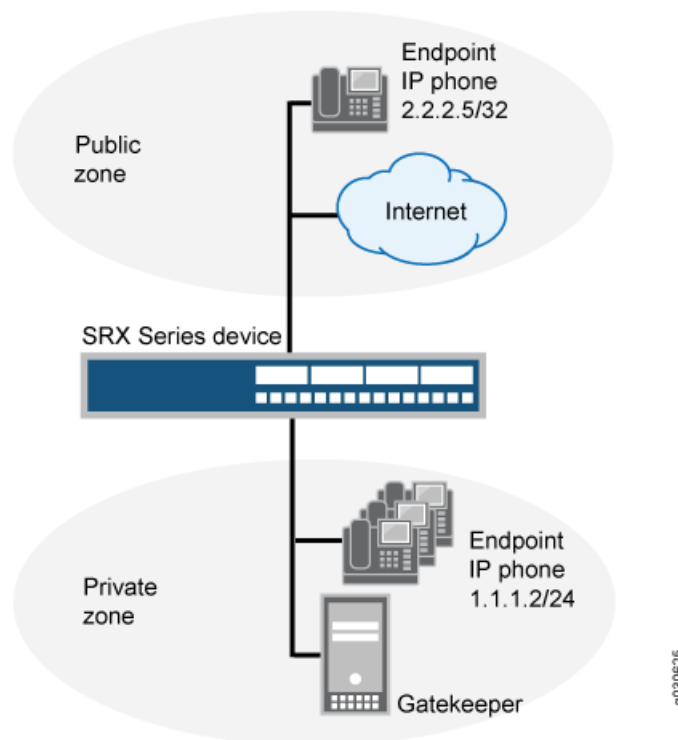 Endpoint
IP phone
2.2.2.5/32
Public
zone
Internet
SRX Series device
Endpoint
IP phone
1.1.1.2/24
Private
zone
Gatekeeper
g030625